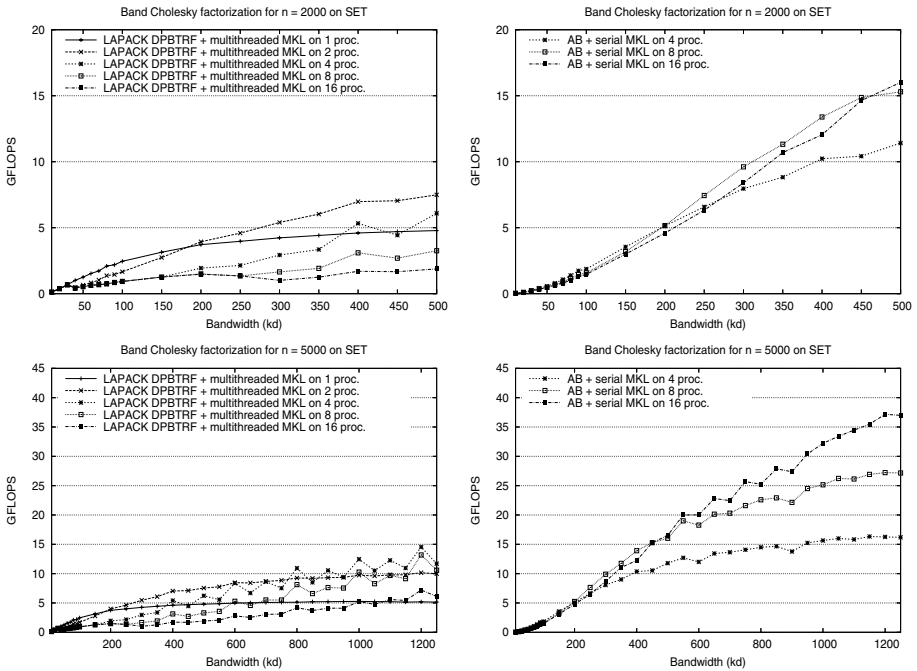 Band Cholesky factorization for n = 2000 on SET
20
15
10
5
0
GFLOPS
LAPACK DPBTRF + multithreaded MKL on 1 proc.
LAPACK DPBTRF + multithreaded MKL on 2 proc.
LAPACK DPBTRF + multithreaded MKL on 4 proc.
LAPACK DPBTRF + multithreaded MKL on 8 proc.
LAPACK DPBTRF + multithreaded MKL on 16 proc.
50 100 150 200 250 300 350 400 450 500
Bandwidth (kd)
Band Cholesky factorization for n = 2000 on SET
20
15
10
5
0
GFLOPS
AB + serial MKL on 4 proc.
AB + serial MKL on 8 proc.
AB + serial MKL on 16 proc.
50 100 150 200 250 300 350 400 450 500
Bandwidth (kd)
Band Cholesky factorization for n = 5000 on SET
45
40
35
30
25
20
15
10
5
0
GFLOPS
LAPACK DPBTRF + multithreaded MKL on 1 proc.
LAPACK DPBTRF + multithreaded MKL on 2 proc.
LAPACK DPBTRF + multithreaded MKL on 4 proc.
LAPACK DPBTRF + multithreaded MKL on 8 proc.
LAPACK DPBTRF + multithreaded MKL on 16 proc.
200 400 600 800 1000 1200
Bandwidth (kd)
Band Cholesky factorization for n = 5000 on SET
45
40
35
30
25
20
15
10
5
0
GFLOPS
AB + serial MKL on 4 proc.
AB + serial MKL on 8 proc.
AB + serial MKL on 16 proc.
200 400 600 800 1000 1200
Bandwidth (kd)